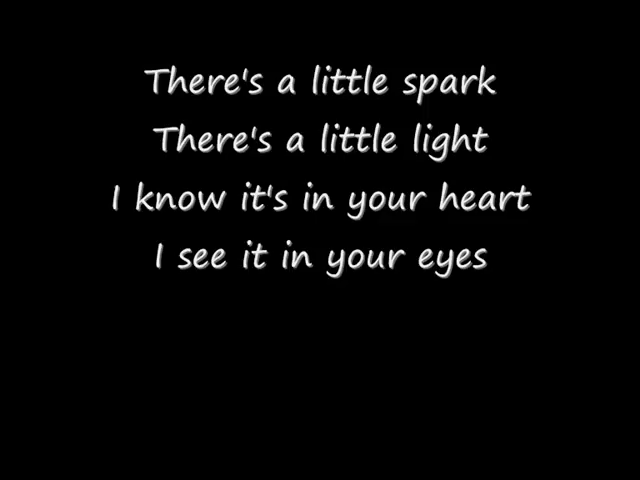 There's a little spark
There's a little light
I know it's in your heart
I see it in your eyes